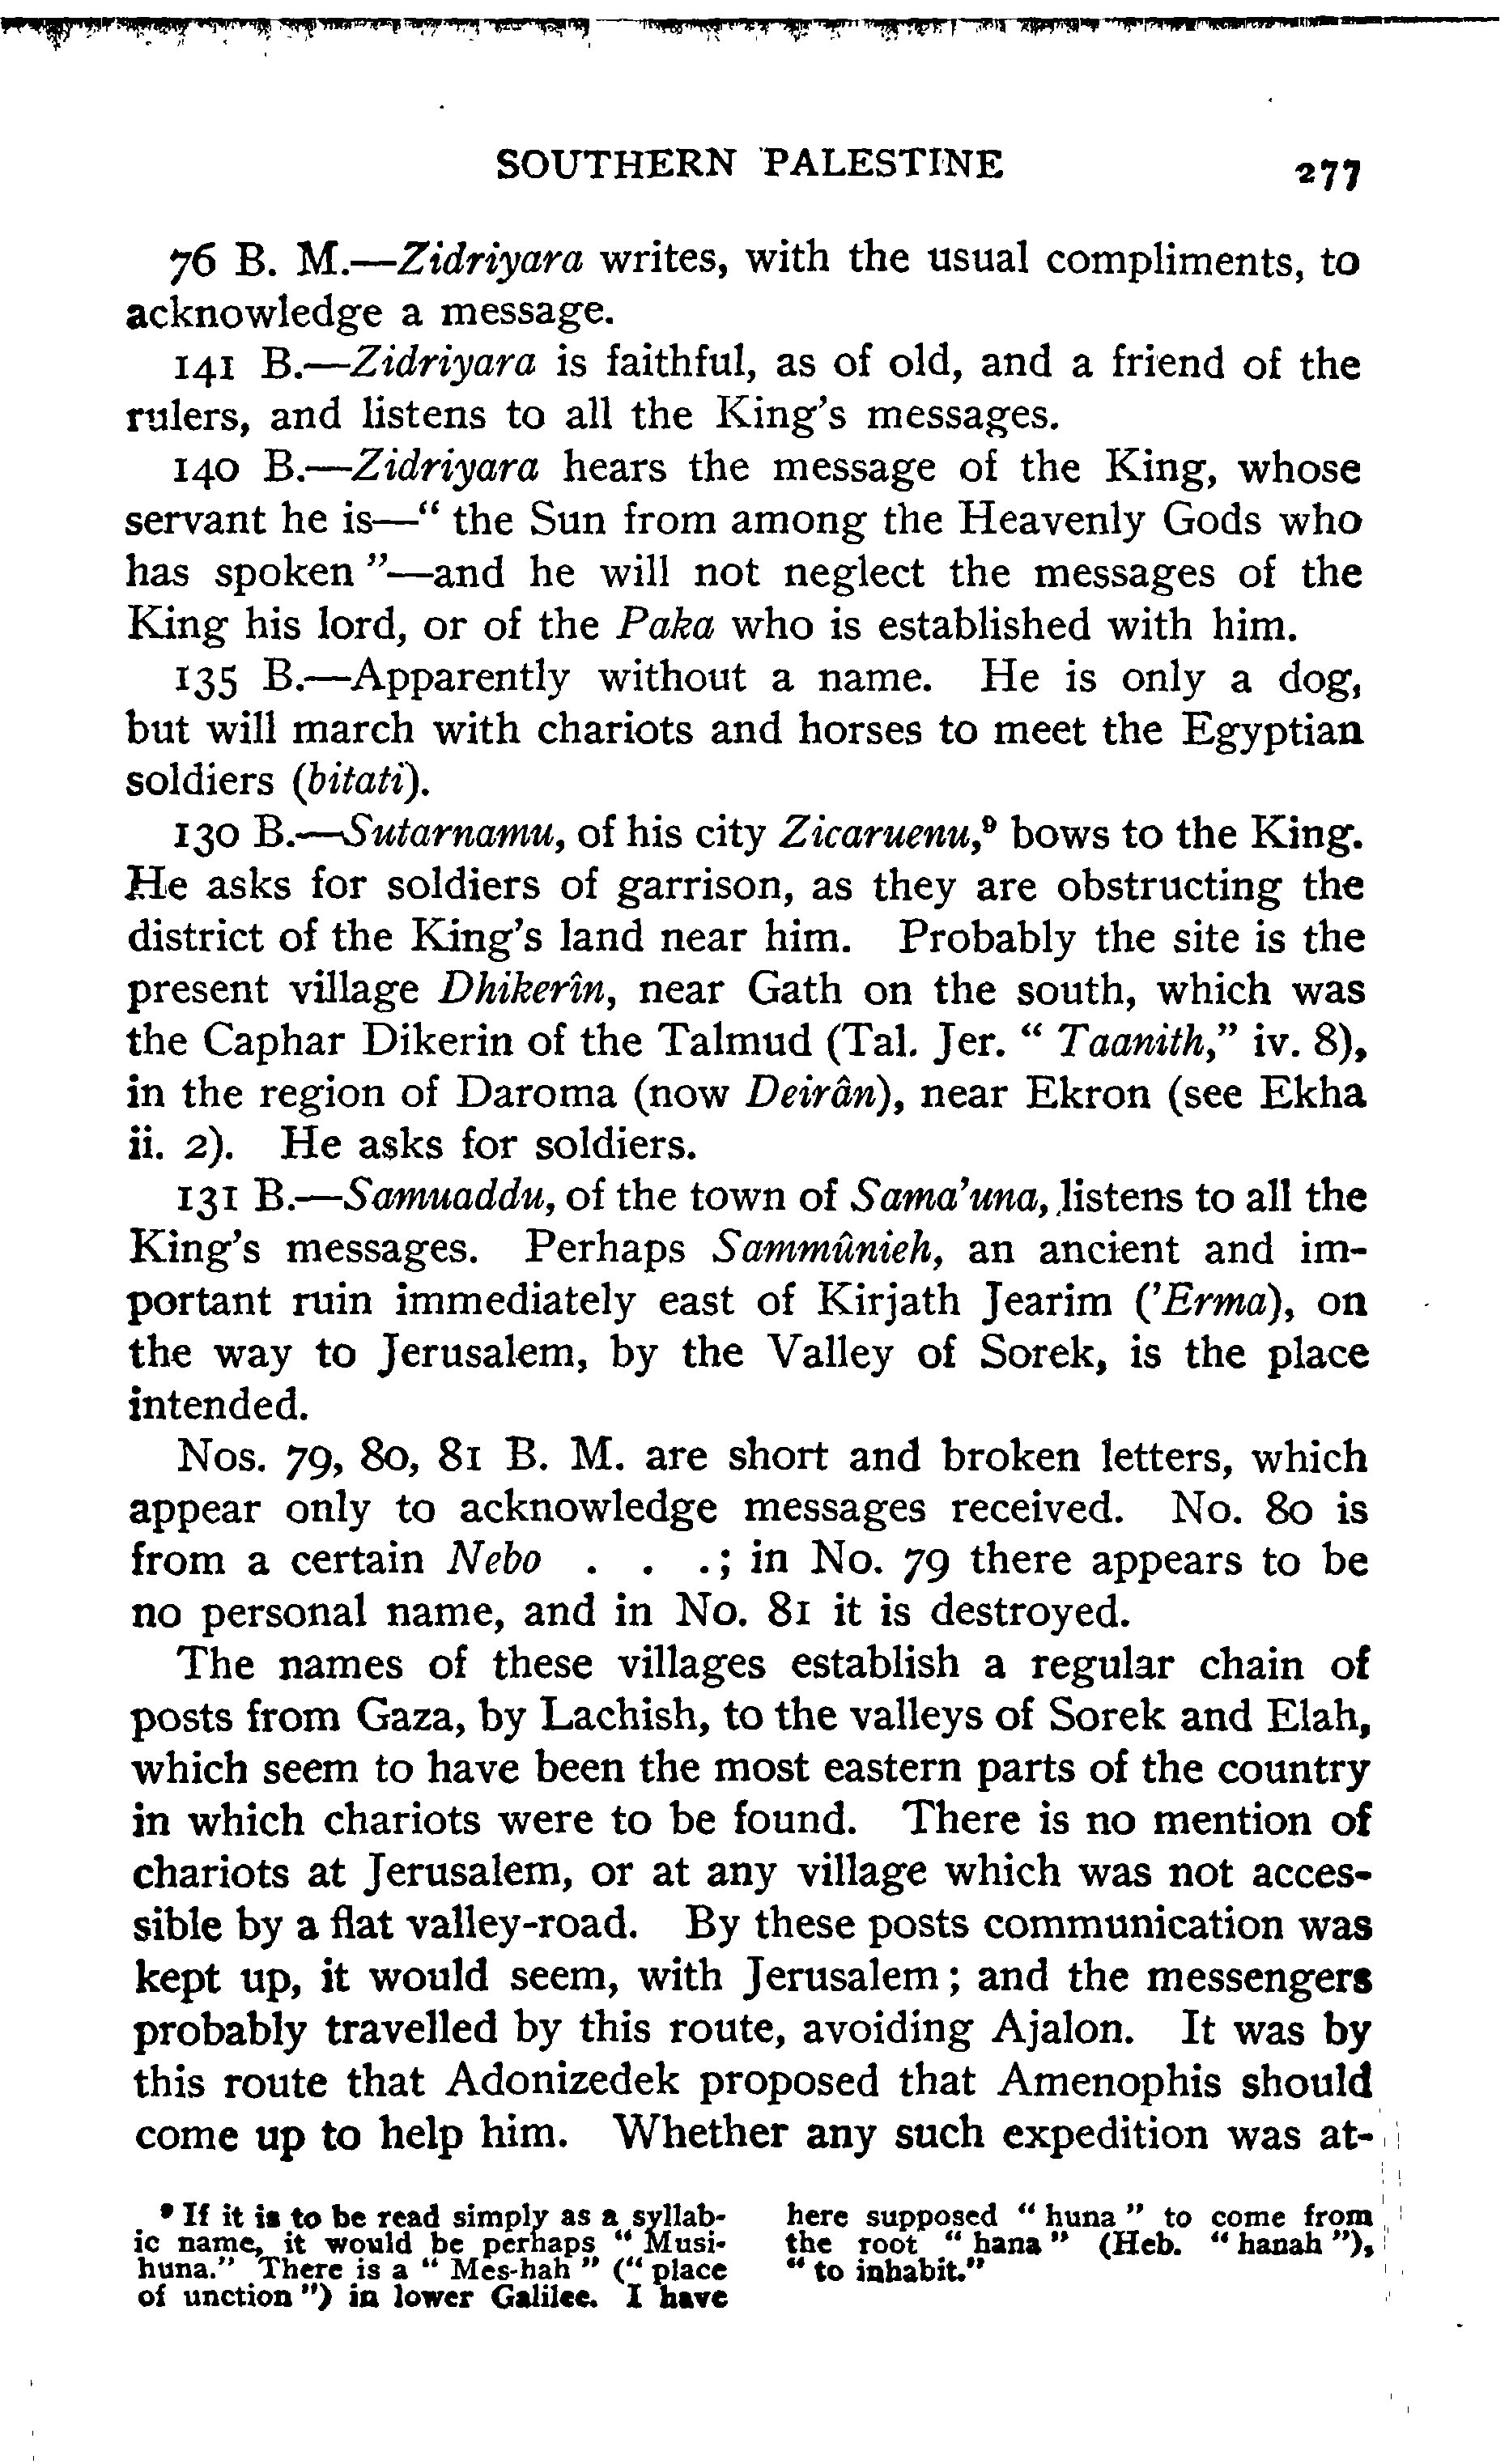 SOUTHERN PALESTINE 277
76 B. M.—Zidriyara writes, with the usual compliments, to
acknowledge a message.
141 B.—Zidriyara is faithful, as of old, and a friend of the
rulers, and listens to all the King's messages.
140 B.—Zidriyara hears the message of the King, whose
servant he is—“ the Sun from among the Heavenly Gods who
has spoken ”—and he will not neglect the messages of the
King his lord, or of the Paka who is established with him.
135 B.—Apparently without a name. He is only a dog,
but will march with chariots and horses to meet the Egyptian
soldiers (bitati).
130 B.—Sutarnamu, of his city Zicaruenu,⁹ bows to the King.
He asks for soldiers of garrison, as they are obstructing the
district of the King's land near him. Probably the site is the
present village Dhikerîn, near Gath on the south, which was
the Caphar Dikerin of the Talmud (Tal. Jer. “ Taanith,” iv. 8),
in the region of Daroma (now Deirân), near Ekron (see Ekha
ii. 2). He asks for soldiers.
131 B.—Samuaddu, of the town of Sama'una, listens to all the
King's messages. Perhaps Sammûnieh, an ancient and im-
portant ruin immediately east of Kirjath Jearim ('Erma), on
the way to Jerusalem, by the Valley of Sorek, is the place
intended.
Nos. 79, 80, 81 B. M. are short and broken letters, which
appear only to acknowledge messages received. No. 80 is
from a certain Nebo . . .; in No. 79 there appears to be
no personal name, and in No. 81 it is destroyed.
The names of these villages establish a regular chain of
posts from Gaza, by Lachish, to the valleys of Sorek and Elah,
which seem to have been the most eastern parts of the country
in which chariots were to be found. There is no mention of
chariots at Jerusalem, or at any village which was not acces-
sible by a flat valley-road. By these posts communication was
kept up, it would seem, with Jerusalem; and the messengers
probably travelled by this route, avoiding Ajalon. It was by
this route that Adonizedek proposed that Amenophis should
come up to help him. Whether any such expedition was at-
⁹ If it is to be read simply as a syllab-
ic name, it would be perhaps “ Musi-
huna.” There is a “ Mes-hah ” (“ place
of unction ”) in lower Galilee. I have
here supposed “ huna ” to come from
the root “ hana ” (Heb. “ hanah ”),
“ to inhabit.”